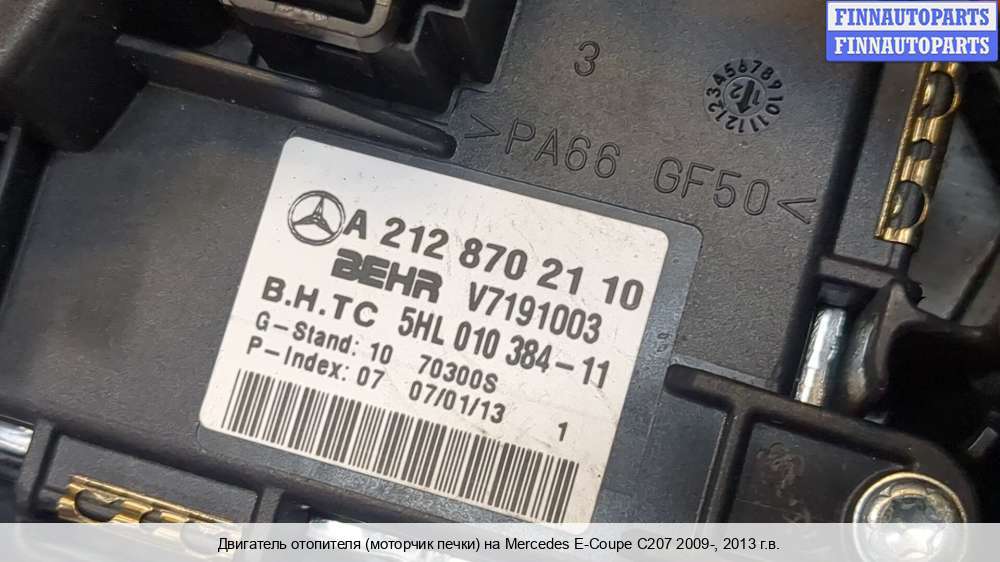 FINNAUTOPARTS
FINNAUTOPARTS
3
>PA66 GF50<
A 212 870 21 10
BEHR V7191003
B.H.TC 5HL 010 384-11
G-Stand: 10 70300S
P-Index: 07 07/01/13 1
Двигатель отопителя (моторчик печки) на Mercedes E-Coupe C207 2009-, 2013 г.в.